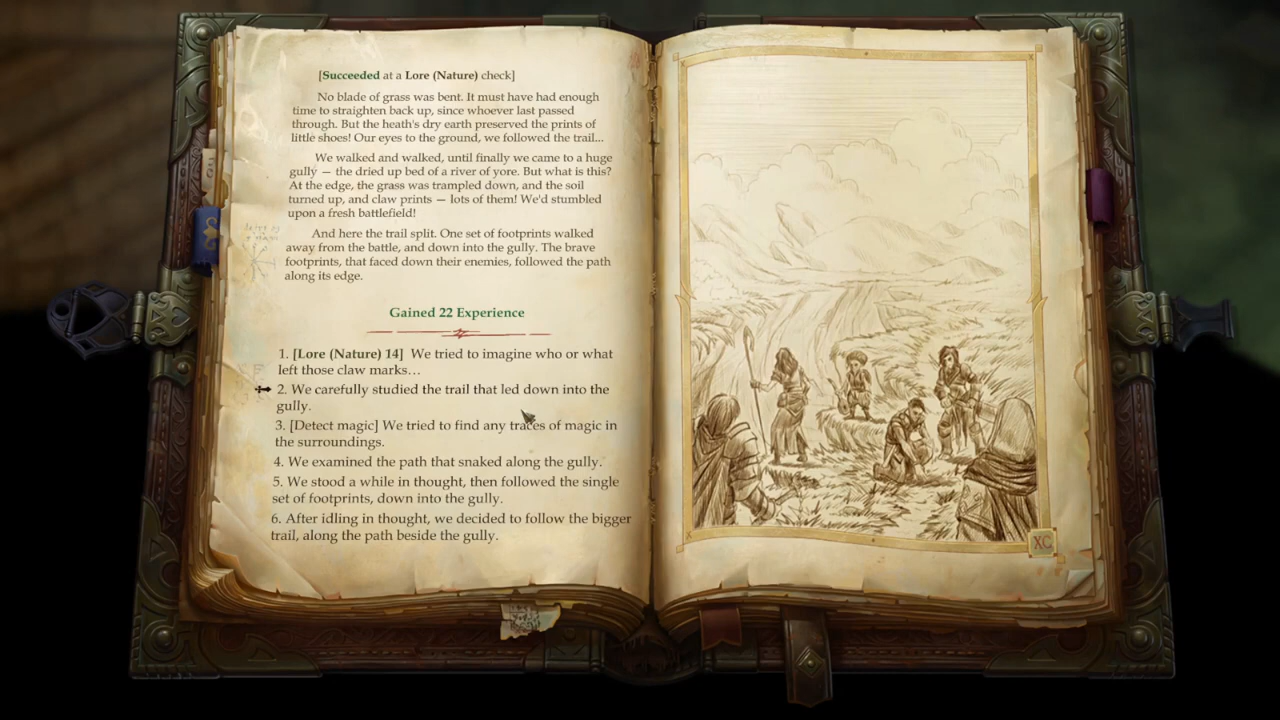 [Succeeded at a Lore (Nature) check]
No blade of grass was bent. It must have had enough
time to straighten back up, since whoever last passed
through. But the heath's dry earth preserved the prints of
little shoes! Our eyes to the ground, we followed the trail...
We walked and walked, until finally we came to a huge
gully — the dried up bed of a river of yore. But what is this?
At the edge, the grass was trampled down, and the soil
turned up, and claw prints — lots of them! We'd stumbled
upon a fresh battlefield!
And here the trail split. One set of footprints walked
away from the battle, and down into the gully. The brave
footprints, that faced down their enemies, followed the path
along its edge.
Gained 22 Experience
1. [Lore (Nature) 14] We tried to imagine who or what
left those claw marks...
2. We carefully studied the trail that led down into the
gully.
3. [Detect magic] We tried to find any traces of magic in
the surroundings.
4. We examined the path that snaked along the gully.
5. We stood a while in thought, then followed the single
set of footprints, down into the gully.
6. After idling in thought, we decided to follow the bigger
trail, along the path beside the gully.
XC